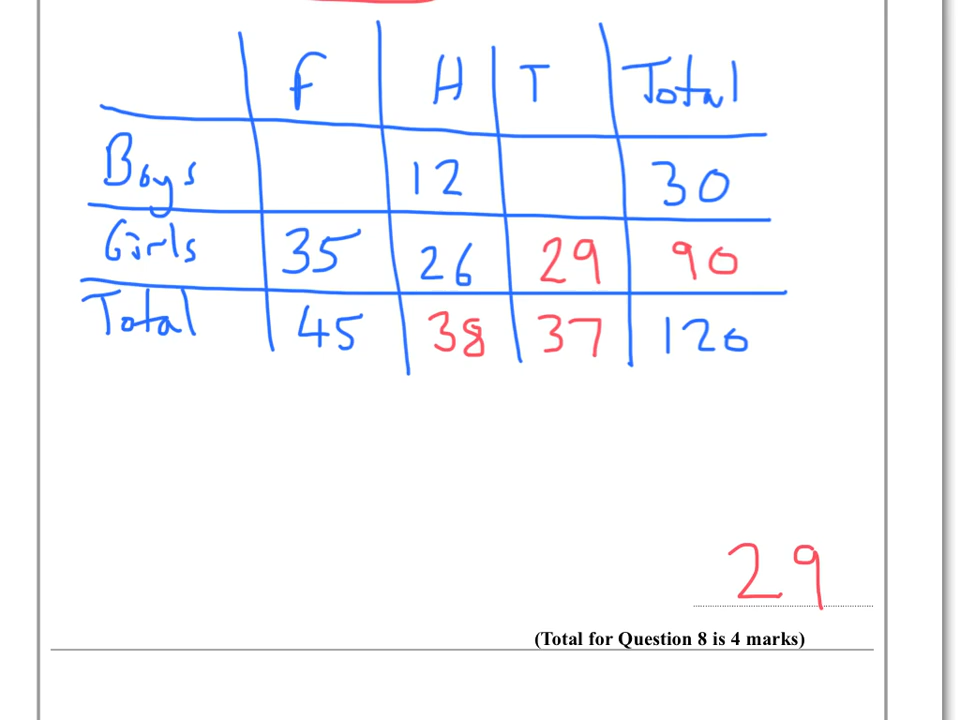 F H T Total
Boys 12 30
Girls 35 26 29 90
Total 45 38 37 120
29
(Total for Question 8 is 4 marks)